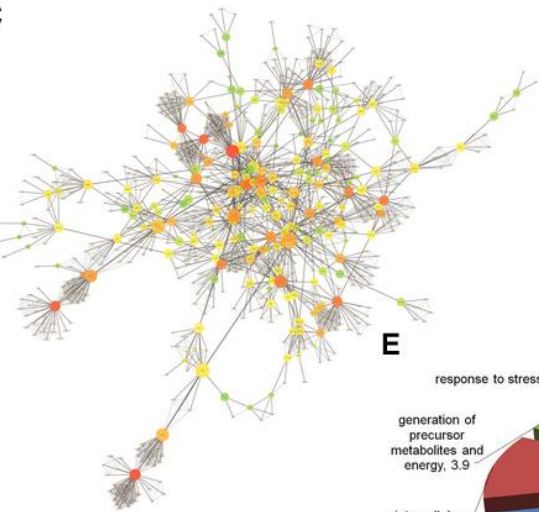 E
response to stress
generation of
precursor
metabolites and
energy, 3.9